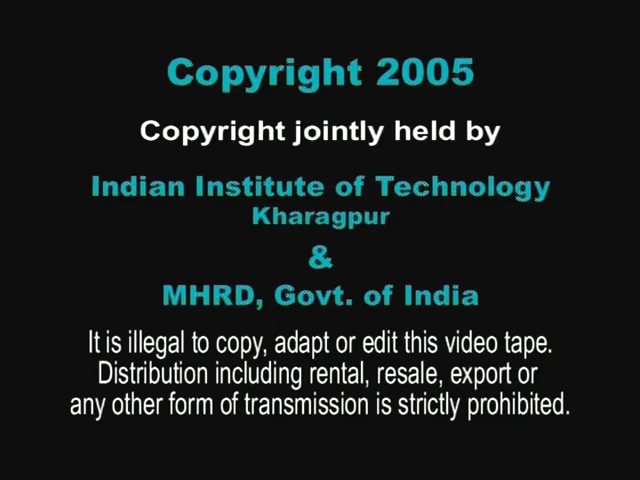 Copyright 2005
Copyright jointly held by
Indian Institute of Technology
Kharagpur
&
MHRD, Govt. of India
It is illegal to copy, adapt or edit this video tape.
Distribution including rental, resale, export or
any other form of transmission is strictly prohibited.